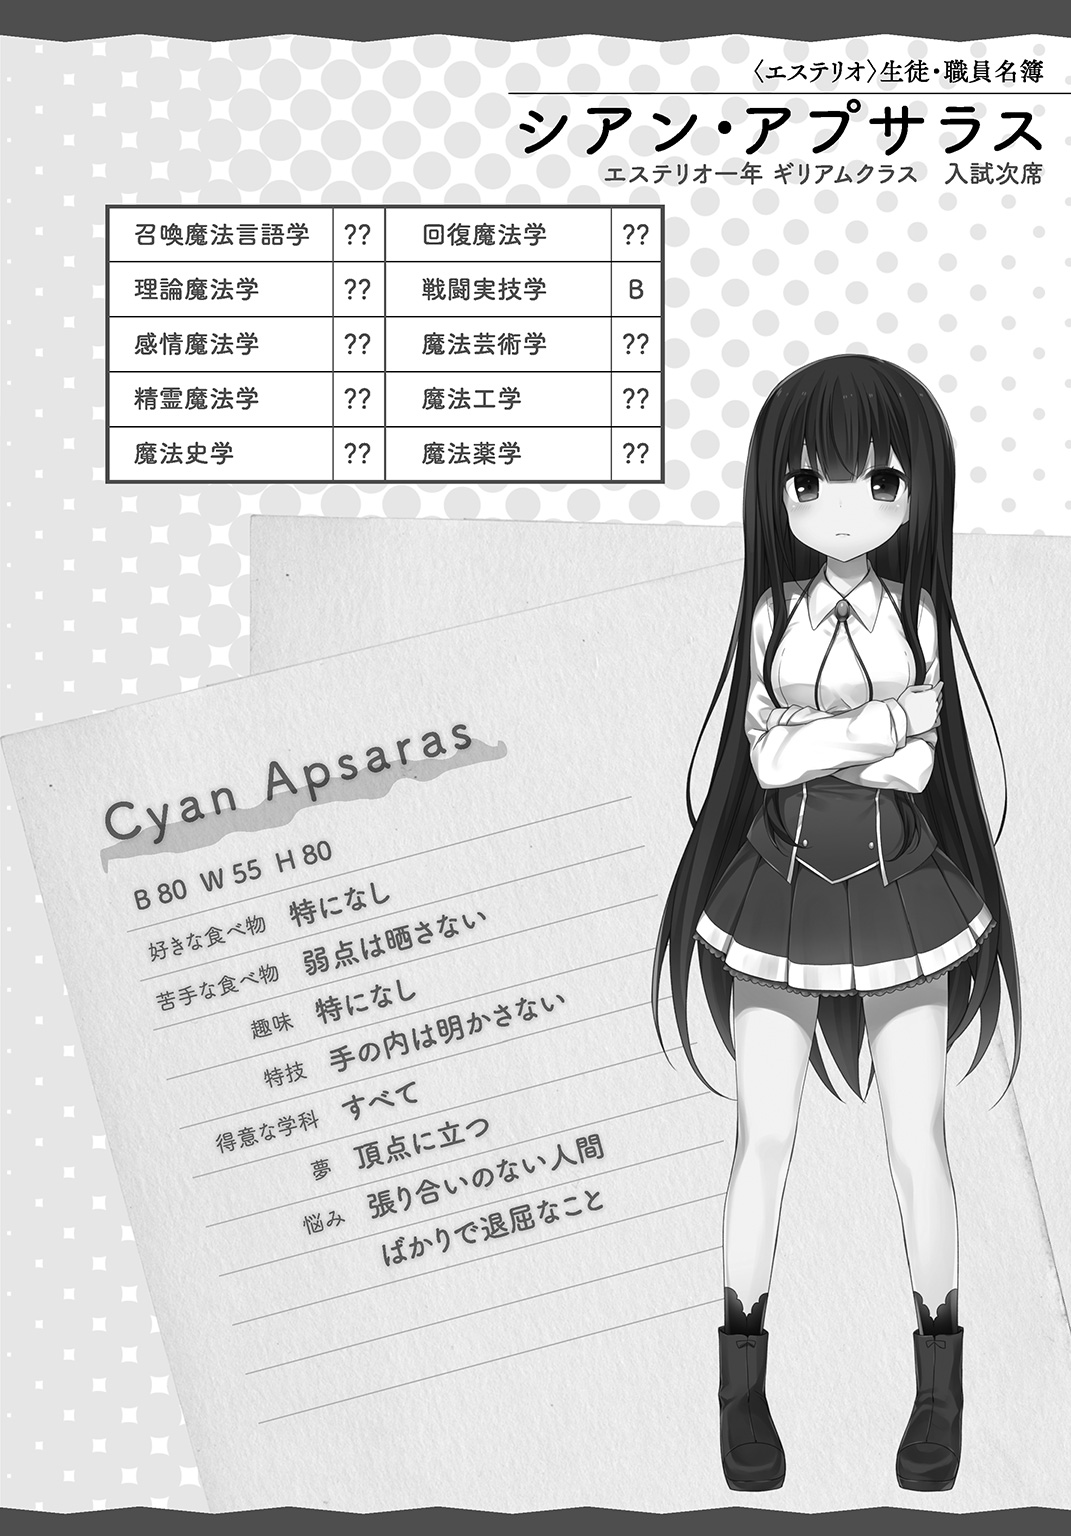 〈エステリオ〉生徒・職員名簿
シアン・アプサラス
エステリオ一年 ギリアムクラス 入試次席
召喚魔法言語学 ?? 回復魔法学 ??
理論魔法学 ?? 戦闘実技学 B
感情魔法学 ?? 魔法芸術学 ??
精霊魔法学 ?? 魔法工学 ??
魔法史学 ?? 魔法薬学 ??
Cyan Apsaras
B 80 W 55 H 80
好きな食べ物 特になし
苦手な食べ物 弱点は晒さない
趣味 特になし
特技 手の内は明かさない
得意な学科 すべて
夢 頂点に立つ
悩み 張り合いのない人間
ばかりで退屈なこと